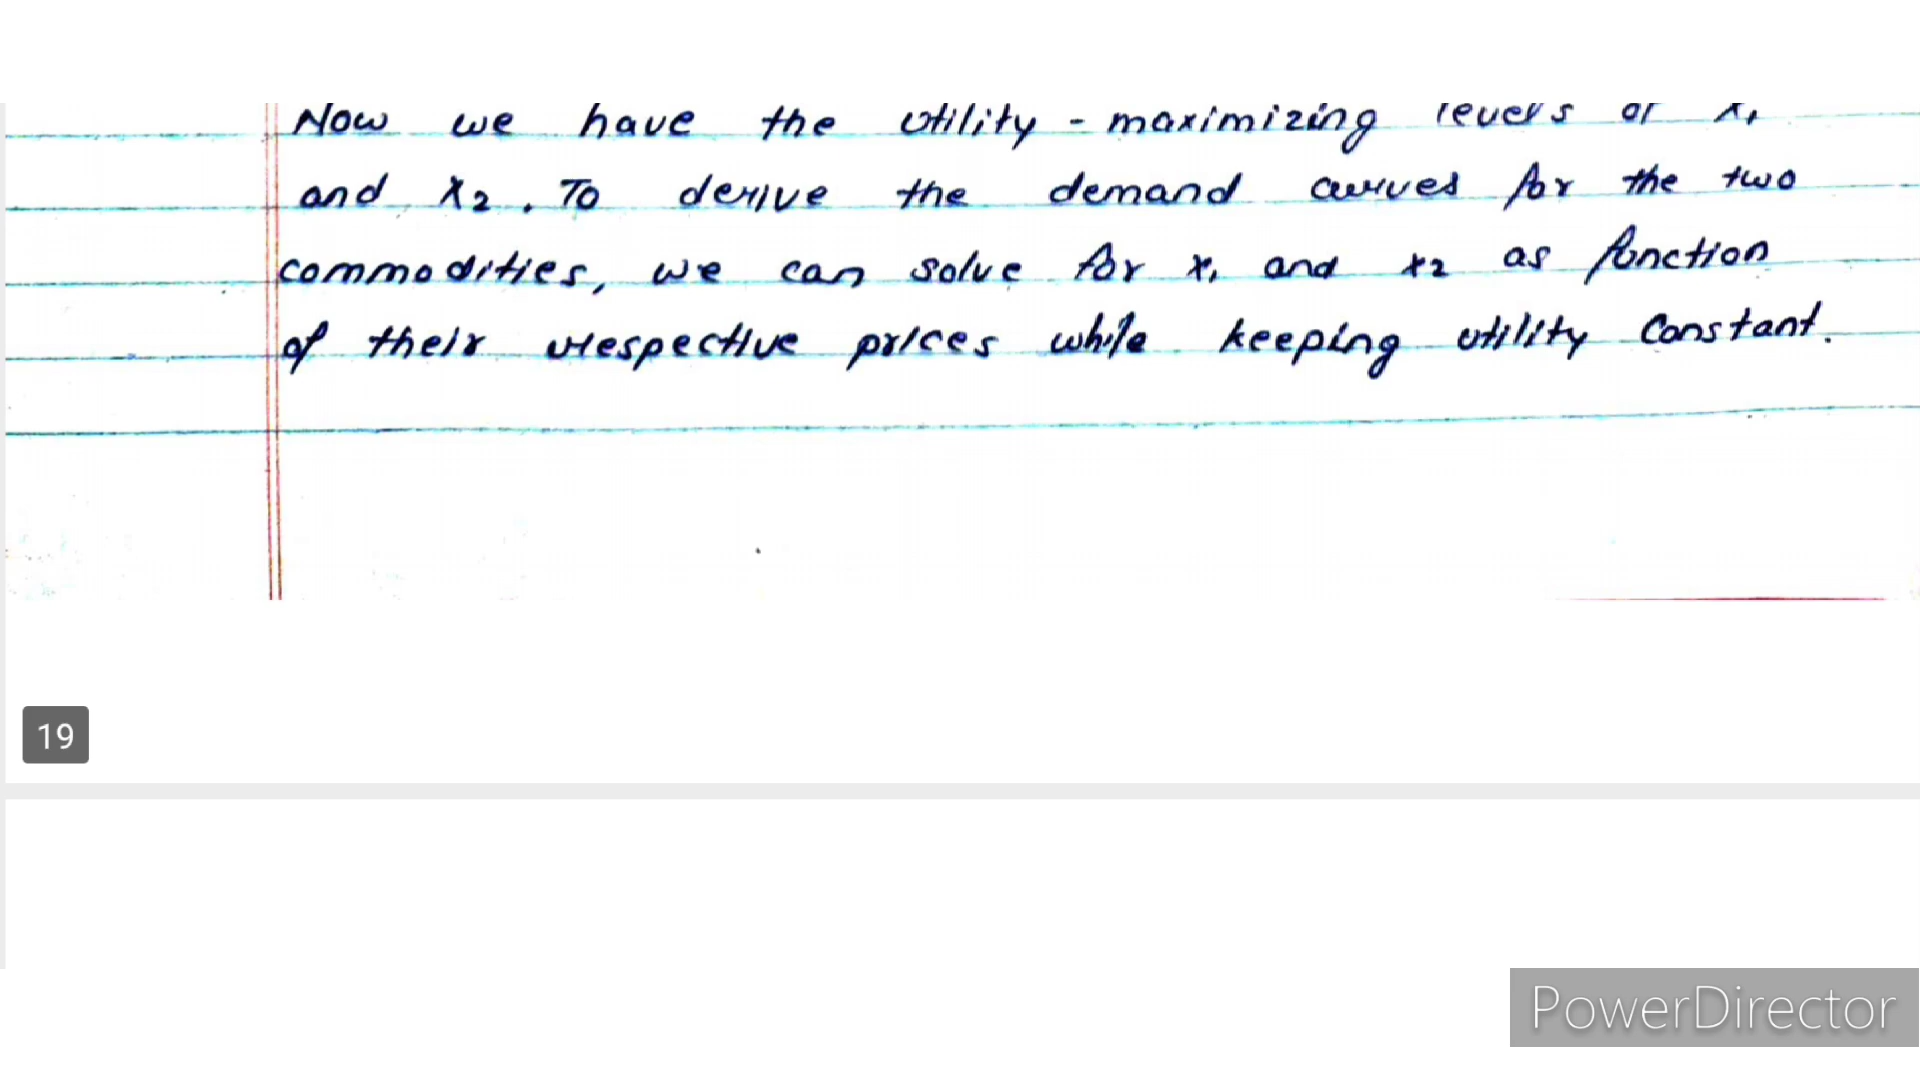 Now we have the utility - maximizing levels of x1
and x2. To derive the demand curves for the two
commodities, we can solve for x1 and x2 as function
of their respective prices while keeping utility constant.
19
PowerDirector